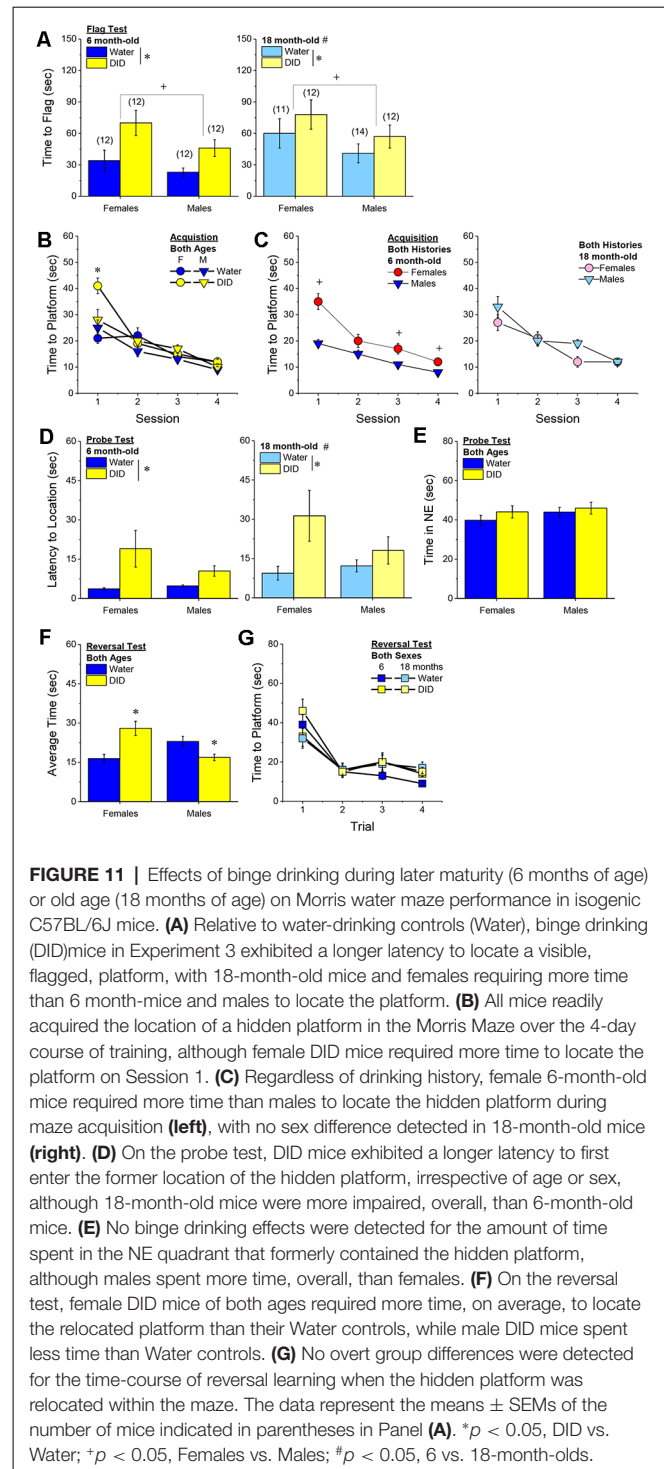 A
Flag Test
6 month-old
Water
DID
*
+
(12)
(12)
(12)
(12)
Time to Flag (sec)
150
120
90
60
30
0
Females
Males
18 month-old #
Water
DID
*
+
(11)
(12)
(14)
(12)
150
120
90
60
30
0
Females
Males
B
Acquistion
Both Ages
F M
Water
DID
*
Time to Platform (sec)
60
50
40
30
20
10
0
1 2 3 4
Session
C
Acquisition
Both Histories
6 month-old
Females
Males
+
+
+
Time to Platform (sec)
60
50
40
30
20
10
0
1 2 3 4
Session
Both Histories
18 month-old
Females
Males
60
50
40
30
20
10
0
1 2 3 4
Session
D
Probe Test
6 month-old
Water
DID
*
Latency to Location (sec)
60
45
30
15
0
Females
Males
18 month-old #
Water
DID
*
60
45
30
15
0
Females
Males
E
Probe Test
Both Ages
Water
DID
Time in NE (sec)
80
60
40
20
0
Females
Males
F
Reversal Test
Both Ages
Water
DID
*
*
Average Time (sec)
60
45
30
15
0
Females
Males
G
Reversal Test
Both Sexes
6 18 months
Water
DID
Time to Platform (sec)
80
60
40
20
0
1 2 3 4
Trial
FIGURE 11 | Effects of binge drinking during later maturity (6 months of age)
or old age (18 months of age) on Morris water maze performance in isogenic
C57BL/6J mice. (A) Relative to water-drinking controls (Water), binge drinking
(DID)mice in Experiment 3 exhibited a longer latency to locate a visible,
flagged, platform, with 18-month-old mice and females requiring more time
than 6 month-mice and males to locate the platform. (B) All mice readily
acquired the location of a hidden platform in the Morris Maze over the 4-day
course of training, although female DID mice required more time to locate the
platform on Session 1. (C) Regardless of drinking history, female 6-month-old
mice required more time than males to locate the hidden platform during
maze acquisition (left), with no sex difference detected in 18-month-old mice
(right). (D) On the probe test, DID mice exhibited a longer latency to first
enter the former location of the hidden platform, irrespective of age or sex,
although 18-month-old mice were more impaired, overall, than 6-month-old
mice. (E) No binge drinking effects were detected for the amount of time
spent in the NE quadrant that formerly contained the hidden platform,
although males spent more time, overall, than females. (F) On the reversal
test, female DID mice of both ages required more time, on average, to locate
the relocated platform than their Water controls, while male DID mice spent
less time than Water controls. (G) No overt group differences were detected
for the time-course of reversal learning when the hidden platform was
relocated within the maze. The data represent the means ± SEMs of the
number of mice indicated in parentheses in Panel (A). *p < 0.05, DID vs.
Water; +p < 0.05, Females vs. Males; #p < 0.05, 6 vs. 18-month-olds.